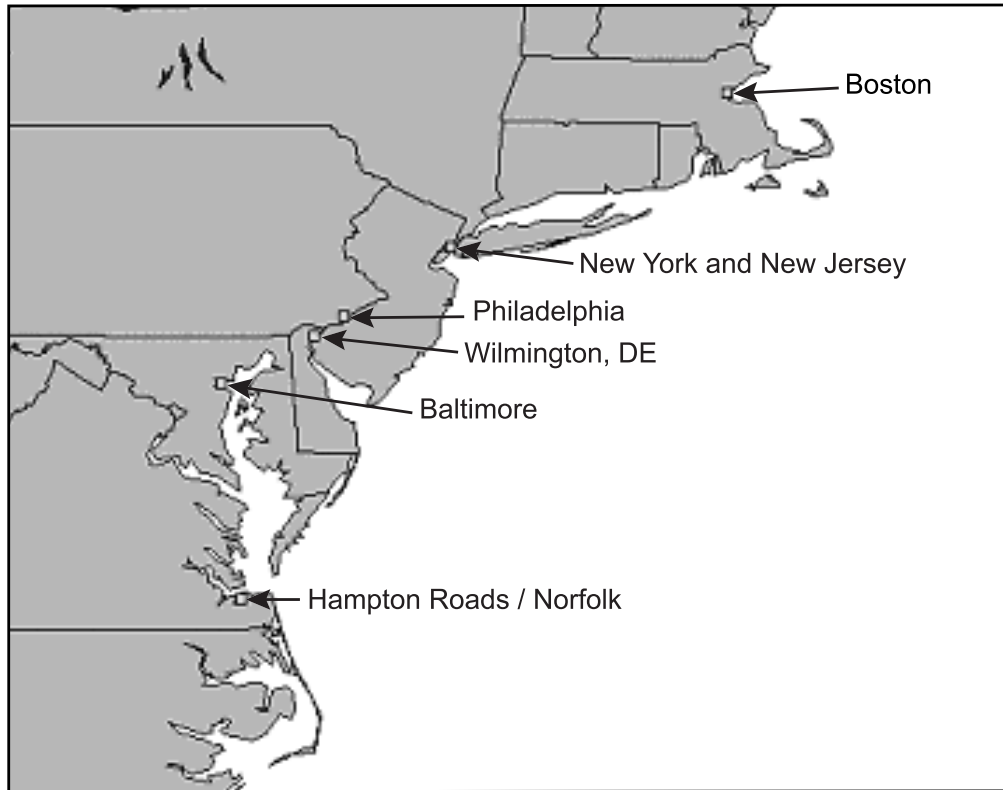 Boston
New York and New Jersey
Philadelphia
Wilmington, DE
Baltimore
Hampton Roads / Norfolk